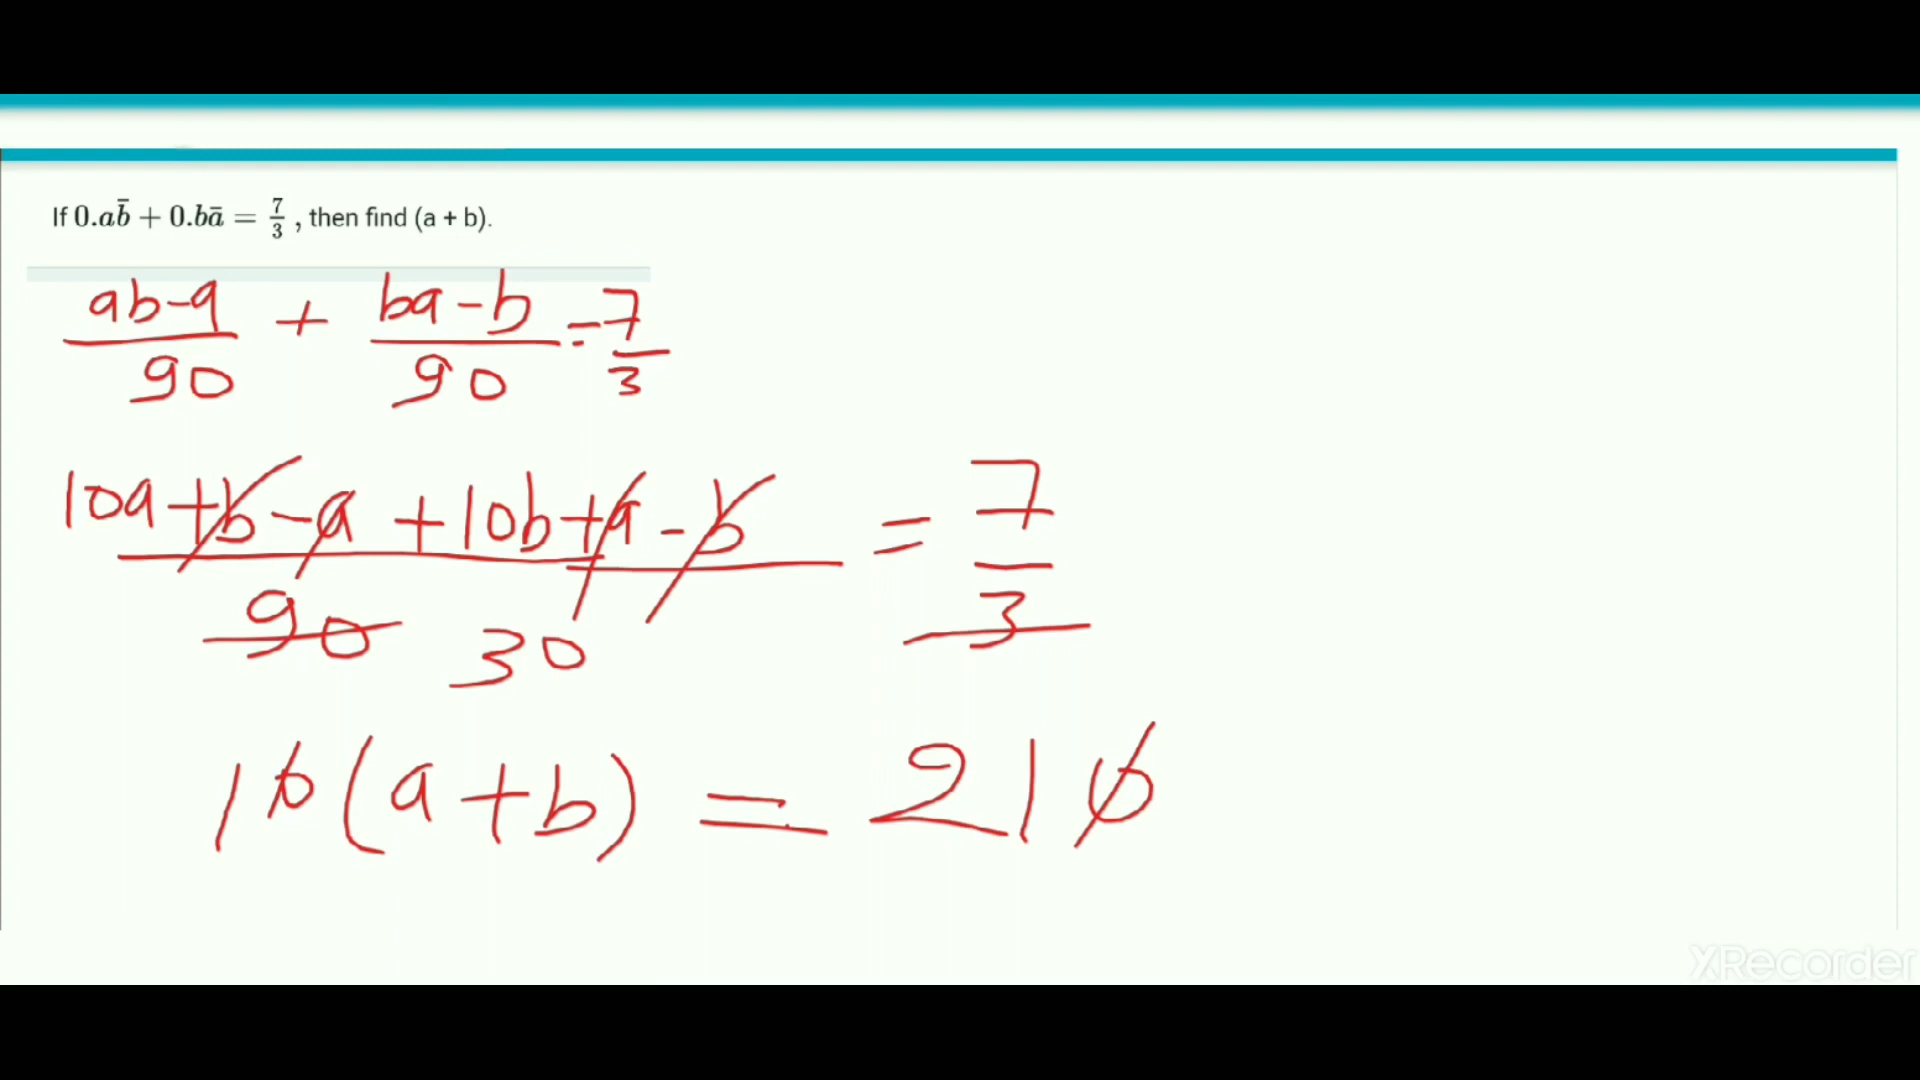 If 0.ab̄ + 0.bā = 7/3 , then find (a + b).
ab-a/90 + ba-b/90 = 7/3
10a+b-a+10b+a-b/90 = 7/3
30
10(a+b) = 210
XRecorder